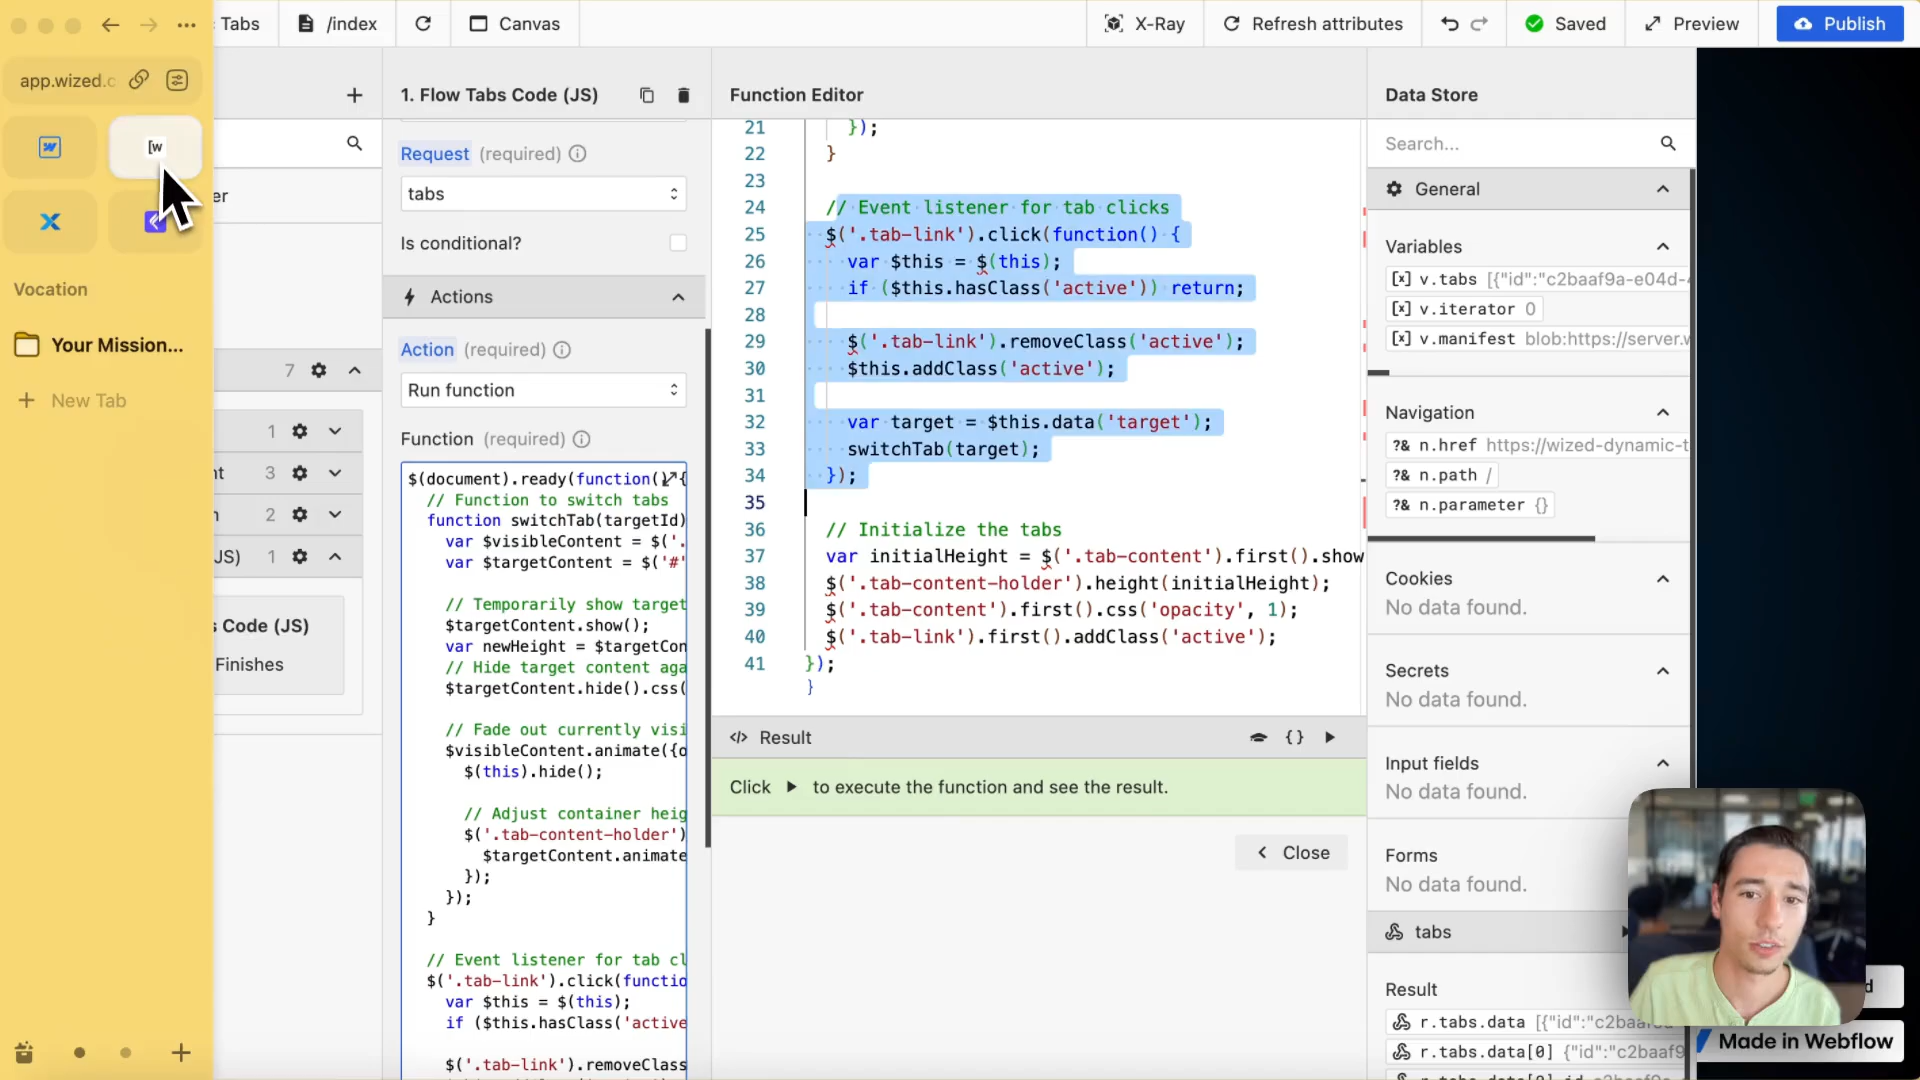 Tabs
/index
Canvas
X-Ray
Refresh attributes
Saved
Preview
Publish
app.wized.c
[w
er
Vocation
Your Mission...
New Tab
7
1
nt 3
n 2
JS) 1
s Code (JS)
Finishes
1. Flow Tabs Code (JS)
Request (required)
tabs
Is conditional?
Actions
Action (required)
Run function
Function (required)
$(document).ready(function() {
// Function to switch tabs
function switchTab(targetId)
var $visibleContent = $('.
var $targetContent = $('#'
// Temporarily show target
$targetContent.show();
var newHeight = $targetCon
// Hide target content aga
$targetContent.hide().css(
// Fade out currently visi
$visibleContent.animate({o
$(this).hide();
// Adjust container heig
$('.tab-content-holder')
$targetContent.animate
});
});
}
// Event listener for tab cl
$('.tab-link').click(functio
var $this = $(this);
if ($this.hasClass('active
$('.tab-link').removeClass
Function Editor
21 });
22 }
23
24 // Event listener for tab clicks
25 $('.tab-link').click(function() {
26 var $this = $(this);
27 if ($this.hasClass('active')) return;
28
29 $('.tab-link').removeClass('active');
30 $this.addClass('active');
31
32 var target = $this.data('target');
33 switchTab(target);
34 });
35
36 // Initialize the tabs
37 var initialHeight = $('.tab-content').first().show
38 $('.tab-content-holder').height(initialHeight);
39 $('.tab-content').first().css('opacity', 1);
40 $('.tab-link').first().addClass('active');
41 });
}
Result
Click ▶ to execute the function and see the result.
Close
Data Store
Search...
General
Variables
[x] v.tabs [{"id":"c2baaf9a-e04d-
[x] v.iterator 0
[x] v.manifest blob:https://server.w
Navigation
?& n.href https://wized-dynamic-t
?& n.path /
?& n.parameter {}
Cookies
No data found.
Secrets
No data found.
Input fields
No data found.
Forms
No data found.
tabs
Result
r.tabs.data [{"id":"c2baaf
r.tabs.data[0] {"id":"c2baaf9
d
Made in Webflow